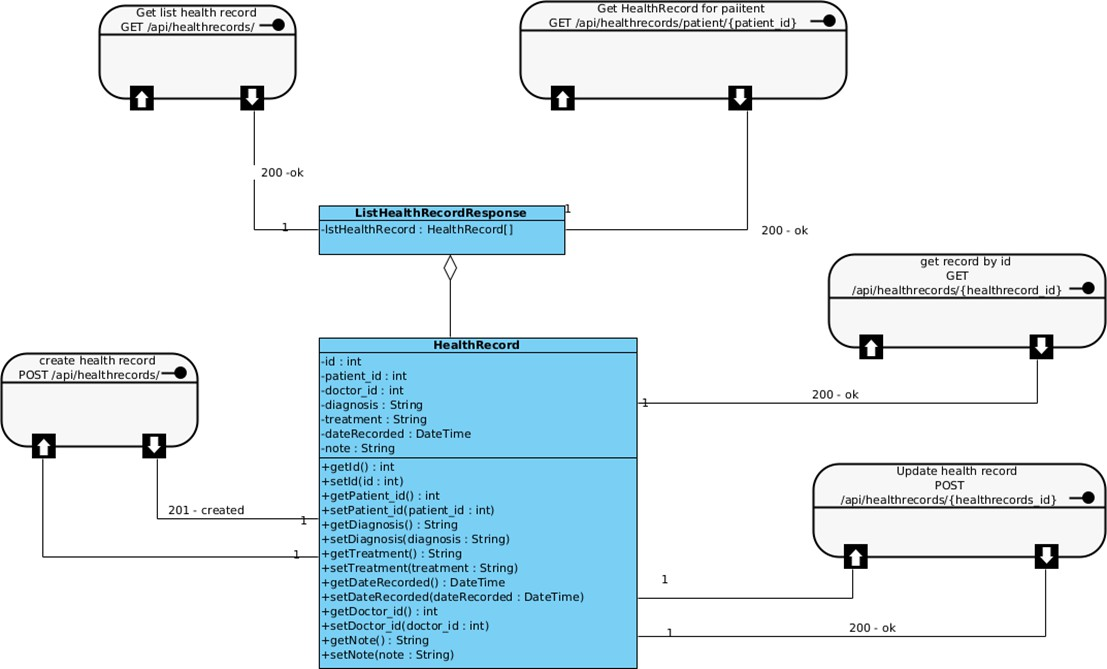 Get list health record
GET /api/healthrecords/
Get HealthRecord for paiitent
GET /api/healthrecords/patient/{patient_id}
200 -ok
1
ListHealthRecordResponse
-lstHealthRecord : HealthRecord[]
1
200 - ok
get record by id
GET
/api/healthrecords/{healthrecord_id}
200 - ok
1
create health record
POST /api/healthrecords/
201 - created
1
1
HealthRecord
-id : int
-patient_id : int
-doctor_id : int
-diagnosis : String
-treatment : String
-dateRecorded : DateTime
-note : String
+getId() : int
+setId(id : int)
+getPatient_id() : int
+setPatient_id(patient_id : int)
+getDiagnosis() : String
+setDiagnosis(diagnosis : String)
+getTreatment() : String
+setTreatment(treatment : String)
+getDateRecorded() : DateTime
+setDateRecorded(dateRecorded : DateTime)
+getDoctor_id() : int
+setDoctor_id(doctor_id : int)
+getNote() : String
+setNote(note : String)
Update health record
POST
/api/healthrecords/{healthrecords_id}
1
1
200 - ok